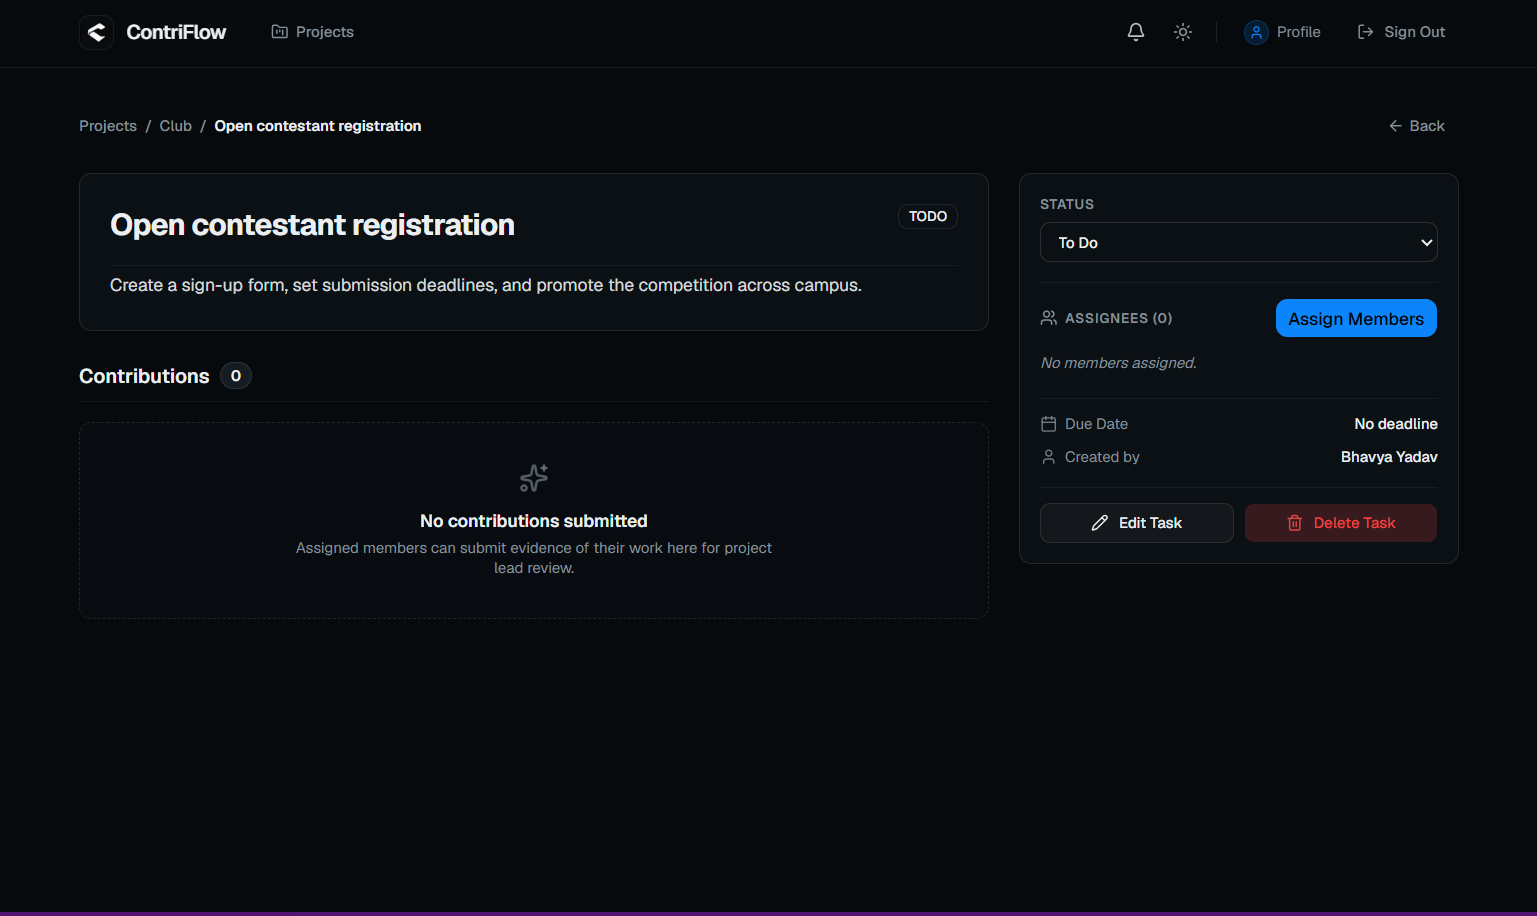 ContriFlow
Projects
Profile
Sign Out
Projects / Club / Open contestant registration
Back
Open contestant registration
TODO
Create a sign-up form, set submission deadlines, and promote the competition across campus.
Contributions 0
No contributions submitted
Assigned members can submit evidence of their work here for project
lead review.
STATUS
To Do
ASSIGNEES (0)
Assign Members
No members assigned.
Due Date
No deadline
Created by
Bhavya Yadav
Edit Task
Delete Task